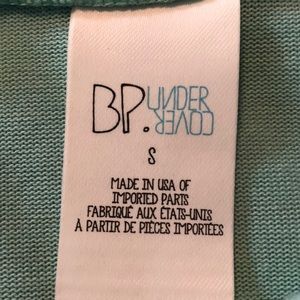 BP. UNDER
COVER
S
MADE IN USA OF
IMPORTED PARTS
FABRIQUÉ AUX ÉTATS-UNIS
À PARTIR DE PIÈCES IMPORTÉES